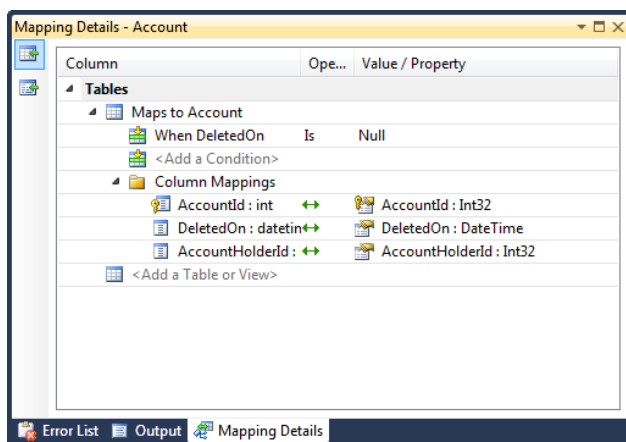 Mapping Details - Account
Column Ope... Value / Property
Tables
Maps to Account
When DeletedOn Is Null
<Add a Condition>
Column Mappings
AccountId : int AccountId : Int32
DeletedOn : datetin DeletedOn : DateTime
AccountHolderId : AccountHolderId : Int32
<Add a Table or View>
Error List Output Mapping Details